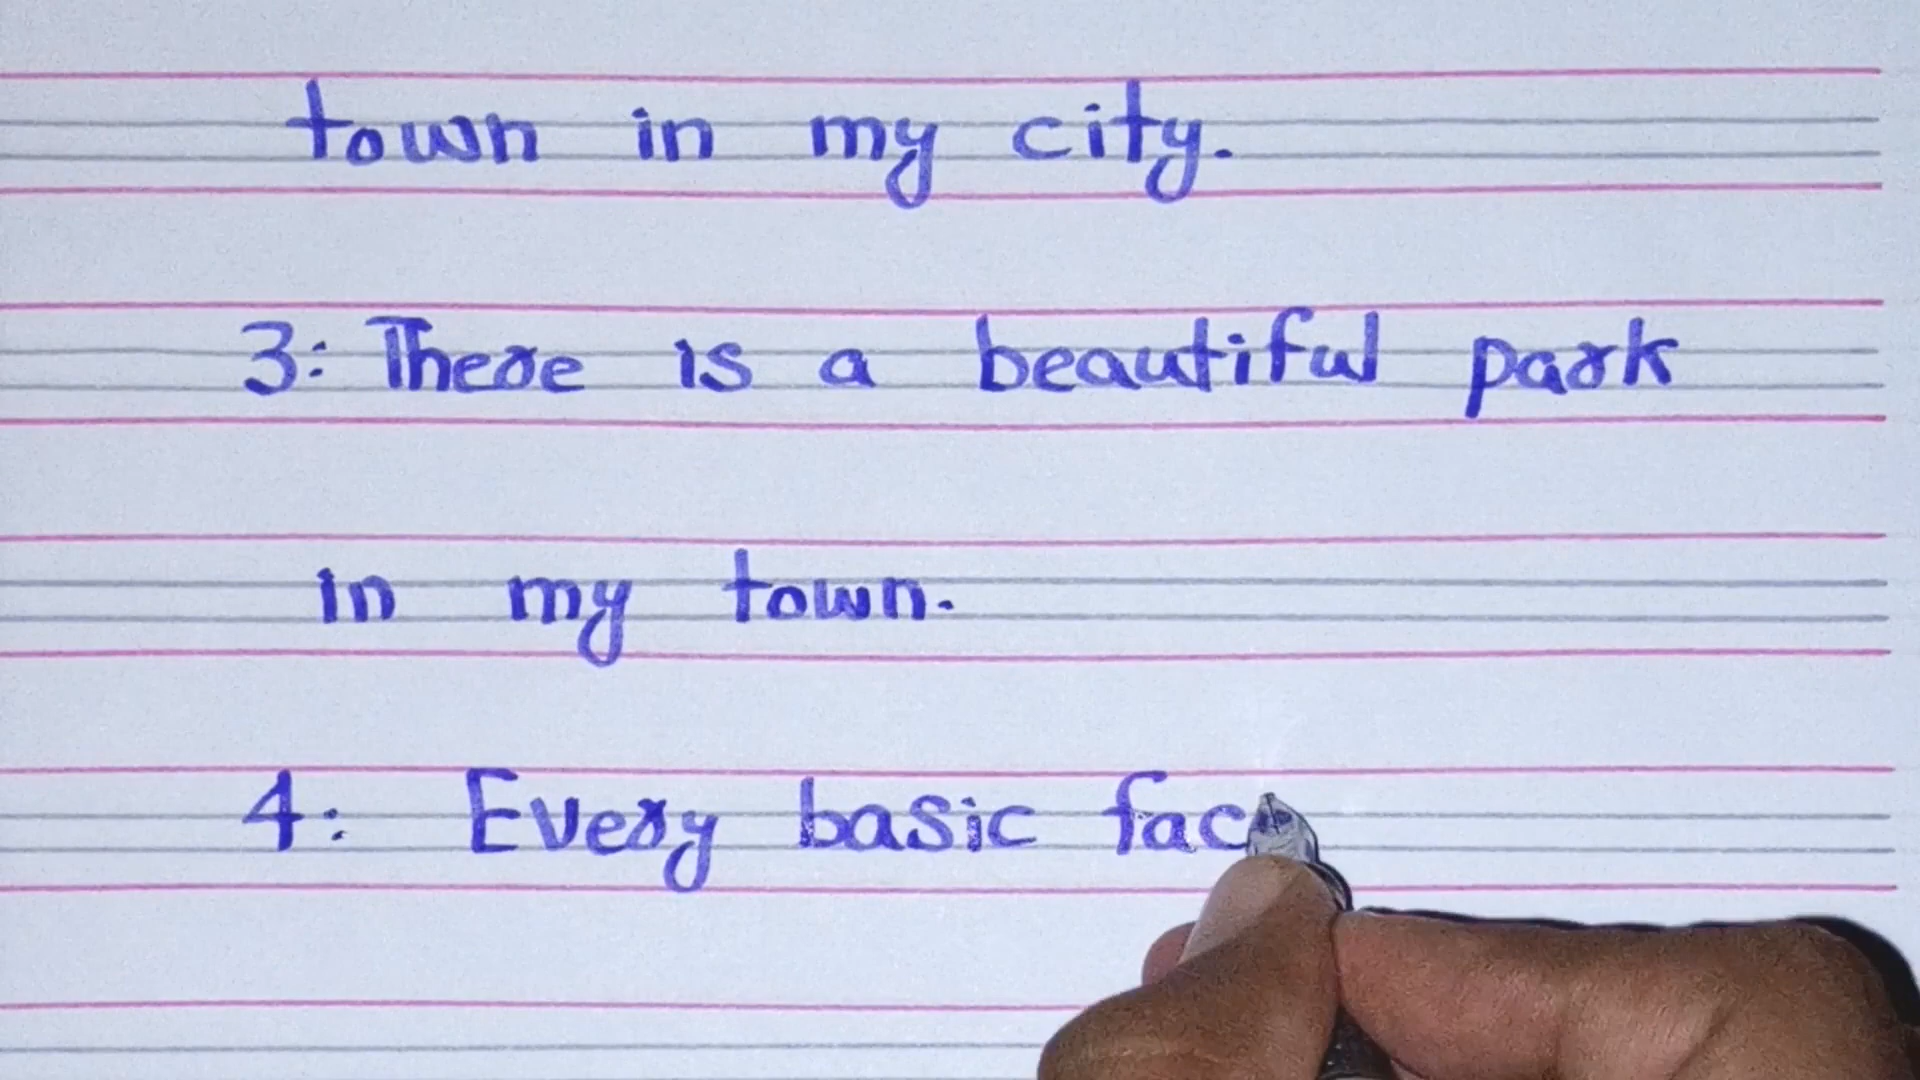 town in my city.
3: There is a beautiful park
in my town.
4: Every basic fac